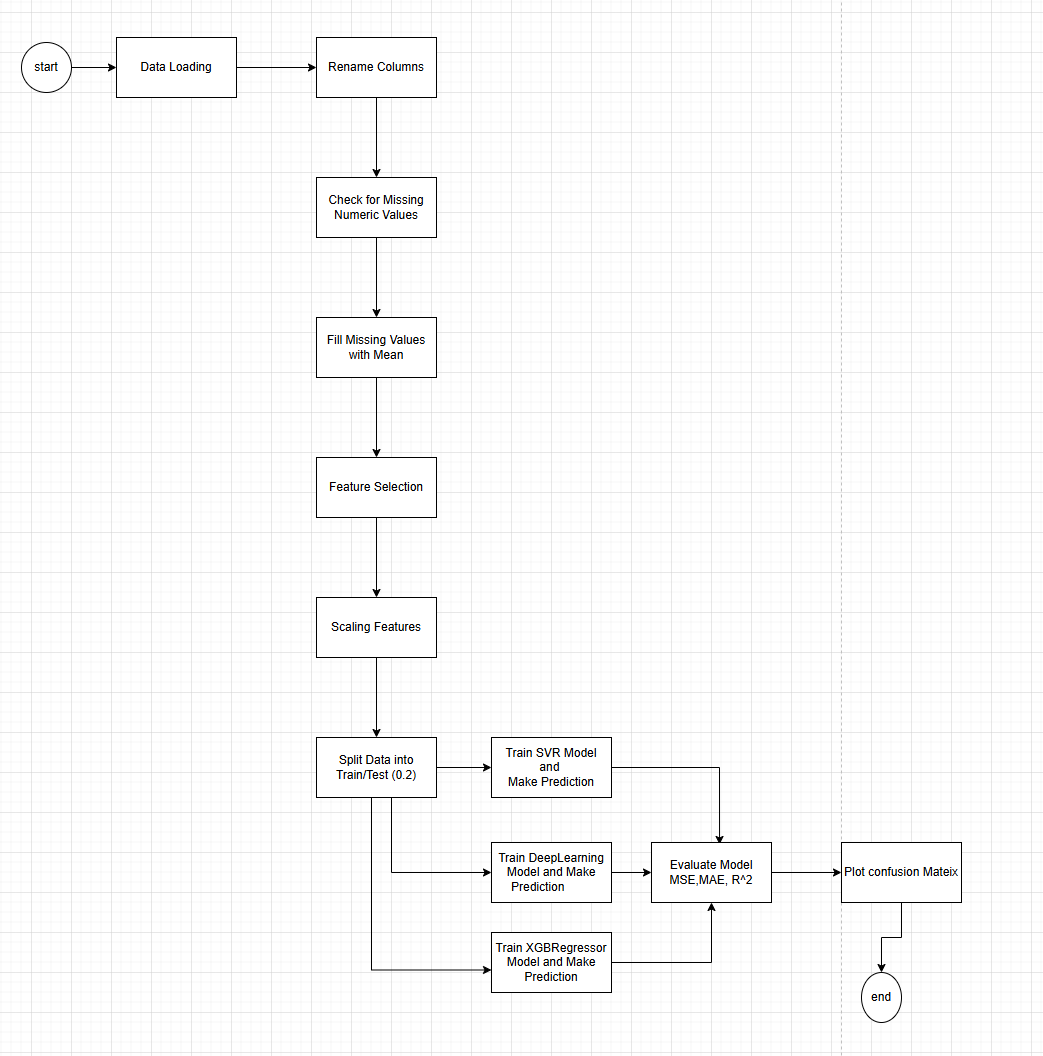 start
Data Loading
Rename Columns
Check for Missing
Numeric Values
Fill Missing Values
with Mean
Feature Selection
Scaling Features
Split Data into
Train/Test (0.2)
Train SVR Model
and
Make Prediction
Train DeepLearning
Model and Make
Prediction
Train XGBRegressor
Model and Make
Prediction
Evaluate Model
MSE,MAE, R^2
Plot confusion Mateix
end